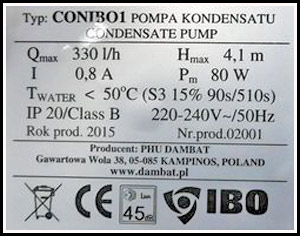 Typ: CONIBO1 POMPA KONDENSATU
CONDENSATE PUMP
Qmax 330 l/h Hmax 4,1 m
I 0,8 A Pm 80 W
TWATER < 50°C (S3 15% 90s/510s)
IP 20/Class B 220-240V~/50Hz
Rok prod. 2015 Nr.prod.02001
Producent: PHU DAMBAT
Gawartowa Wola 38, 05-085 KAMPINOS, POLAND
www.dambat.pl
CE Lwa 45dB IBO